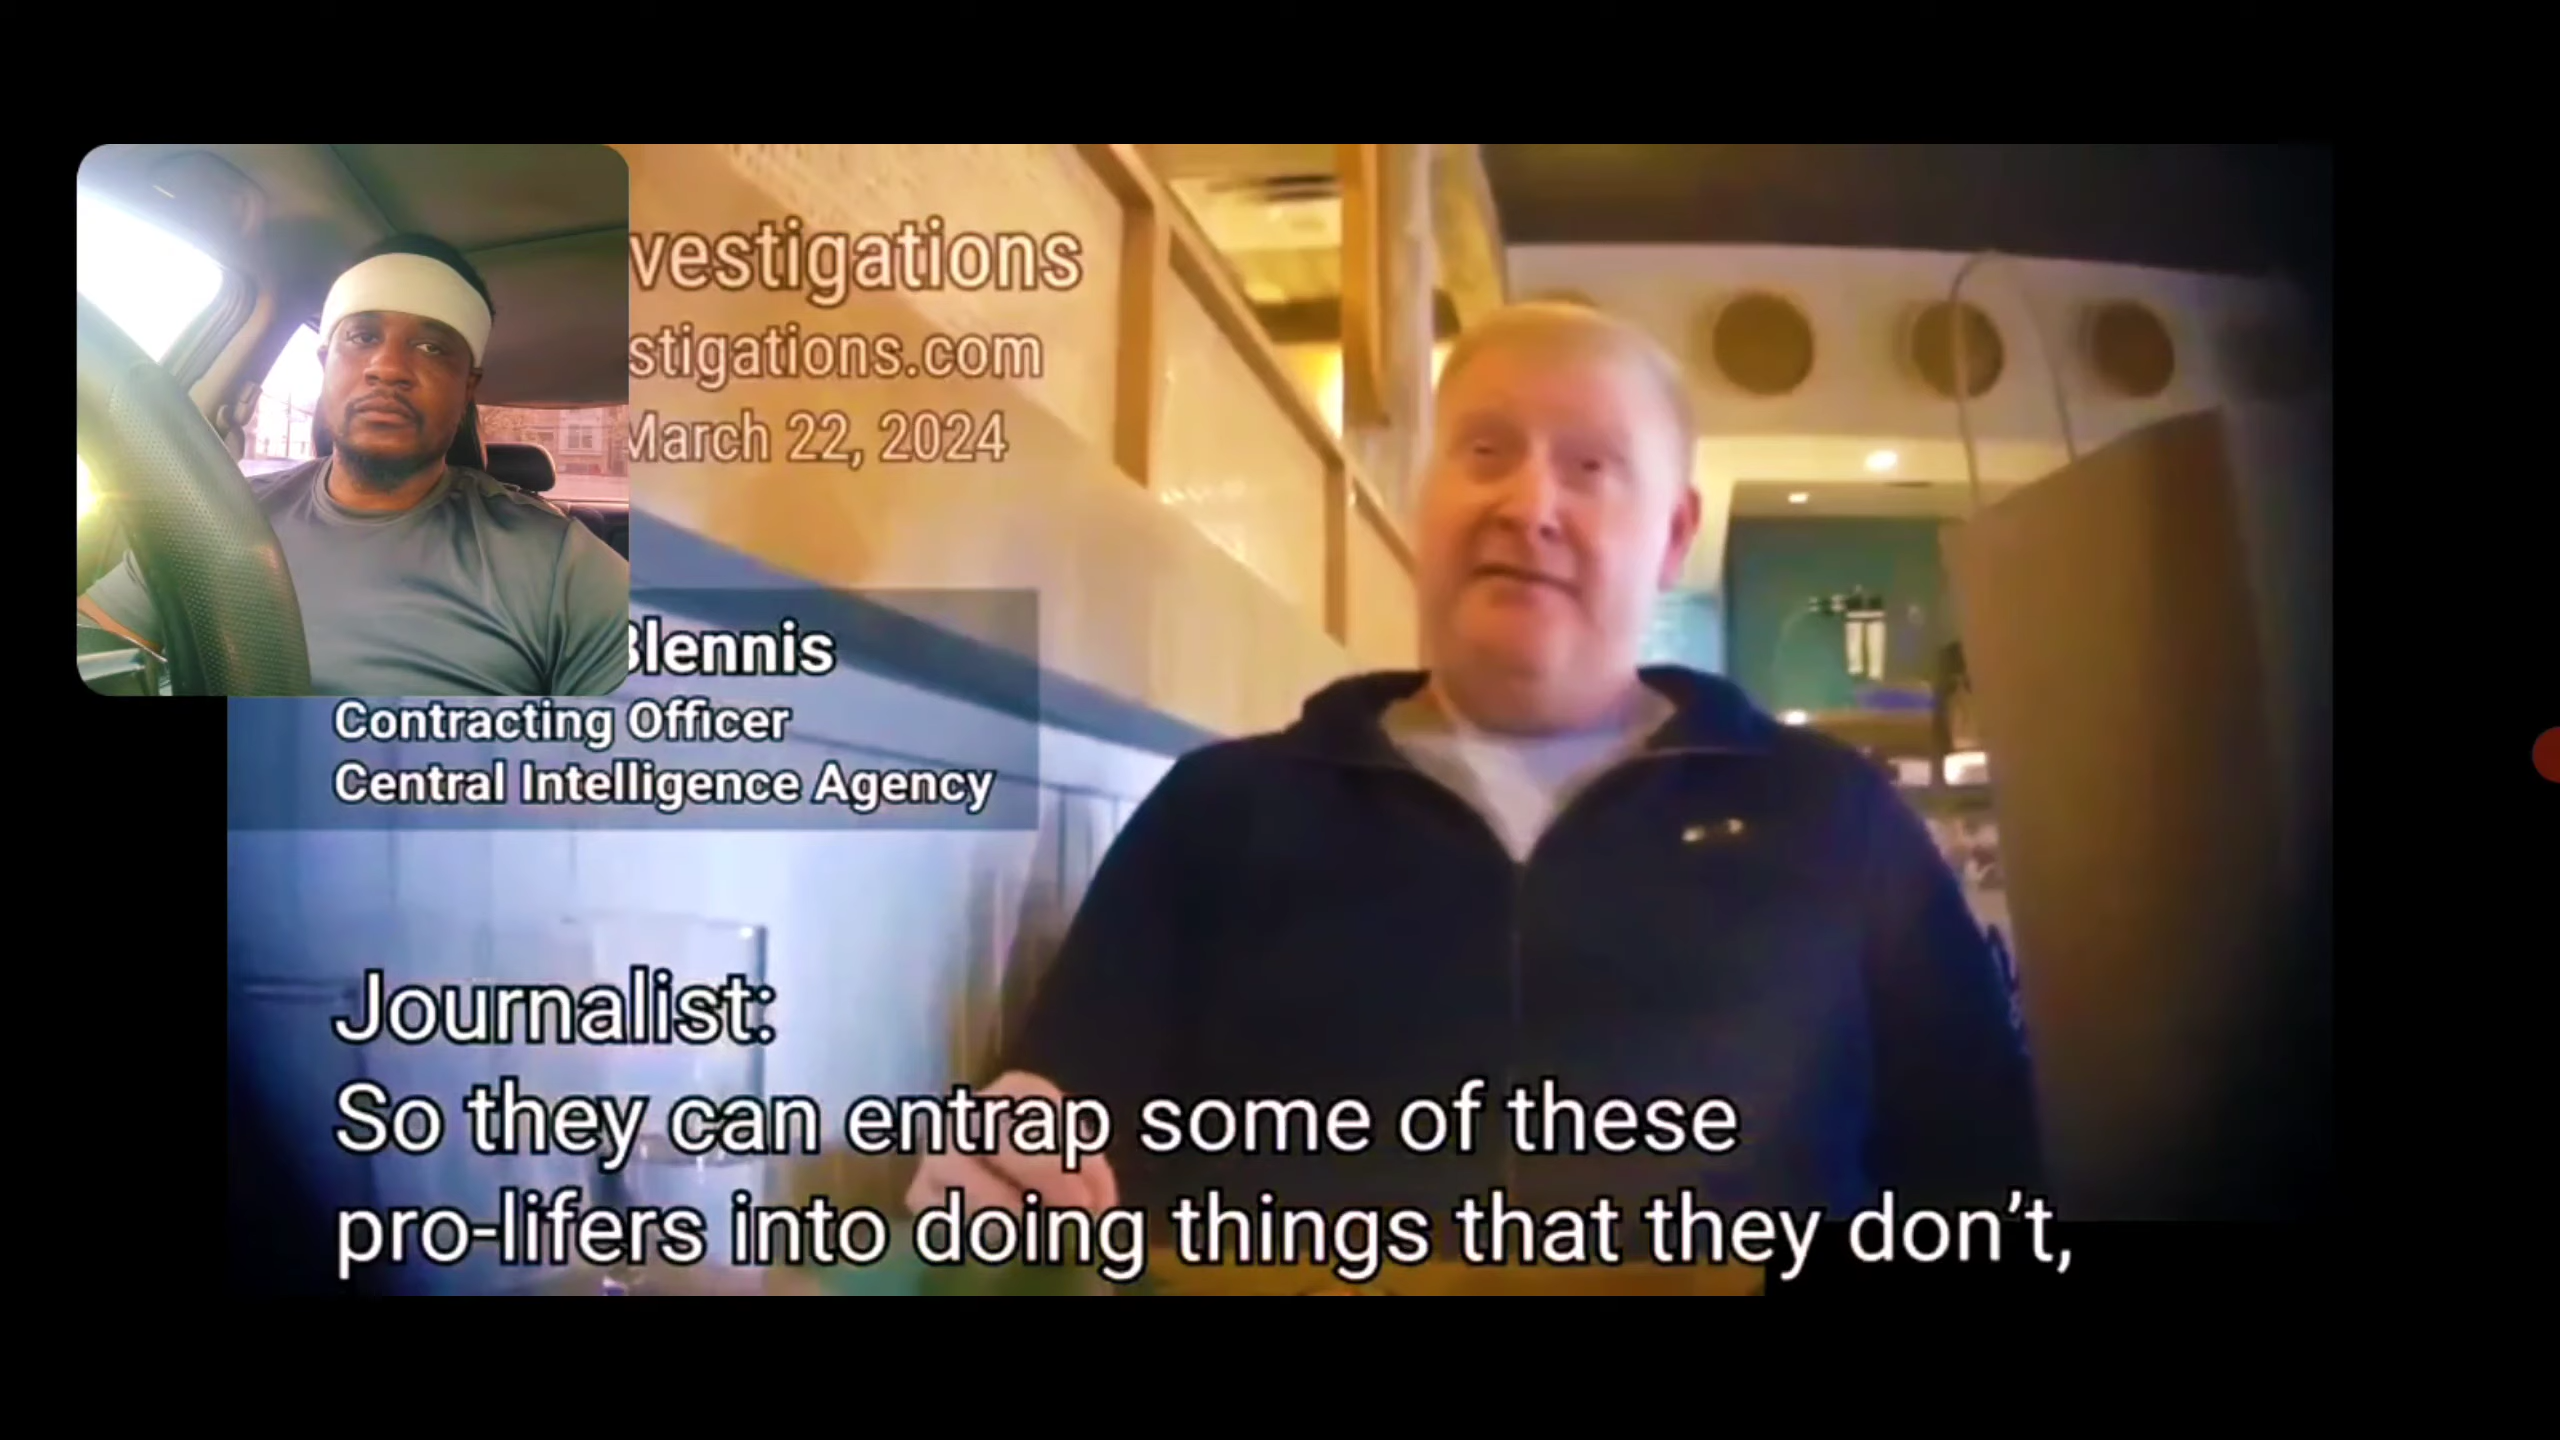 vestigations
stigations.com
March 22, 2024
Blennis
Contracting Officer
Central Intelligence Agency
Journalist:
So they can entrap some of these
pro-lifers into doing things that they don't,